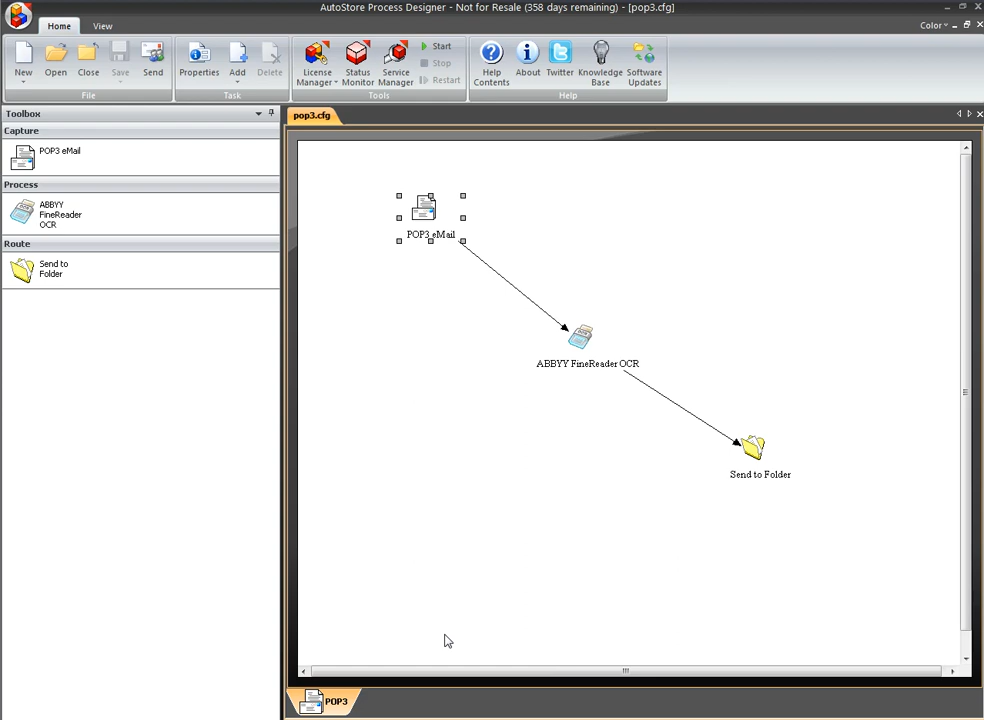 AutoStore Process Designer - Not for Resale (358 days remaining) - [pop3.cfg]
Home View Color
New Open Close Save Send Properties Add Delete License Manager Status Monitor Service Manager Start Stop Restart Help Contents About Twitter Knowledge Base Software Updates
File Task Tools Help
Toolbox
Capture
POP3 eMail
Process
ABBYY
FineReader
OCR
Route
Send to
Folder
pop3.cfg
POP3 eMail
ABBYY FineReader OCR
Send to Folder
POP3